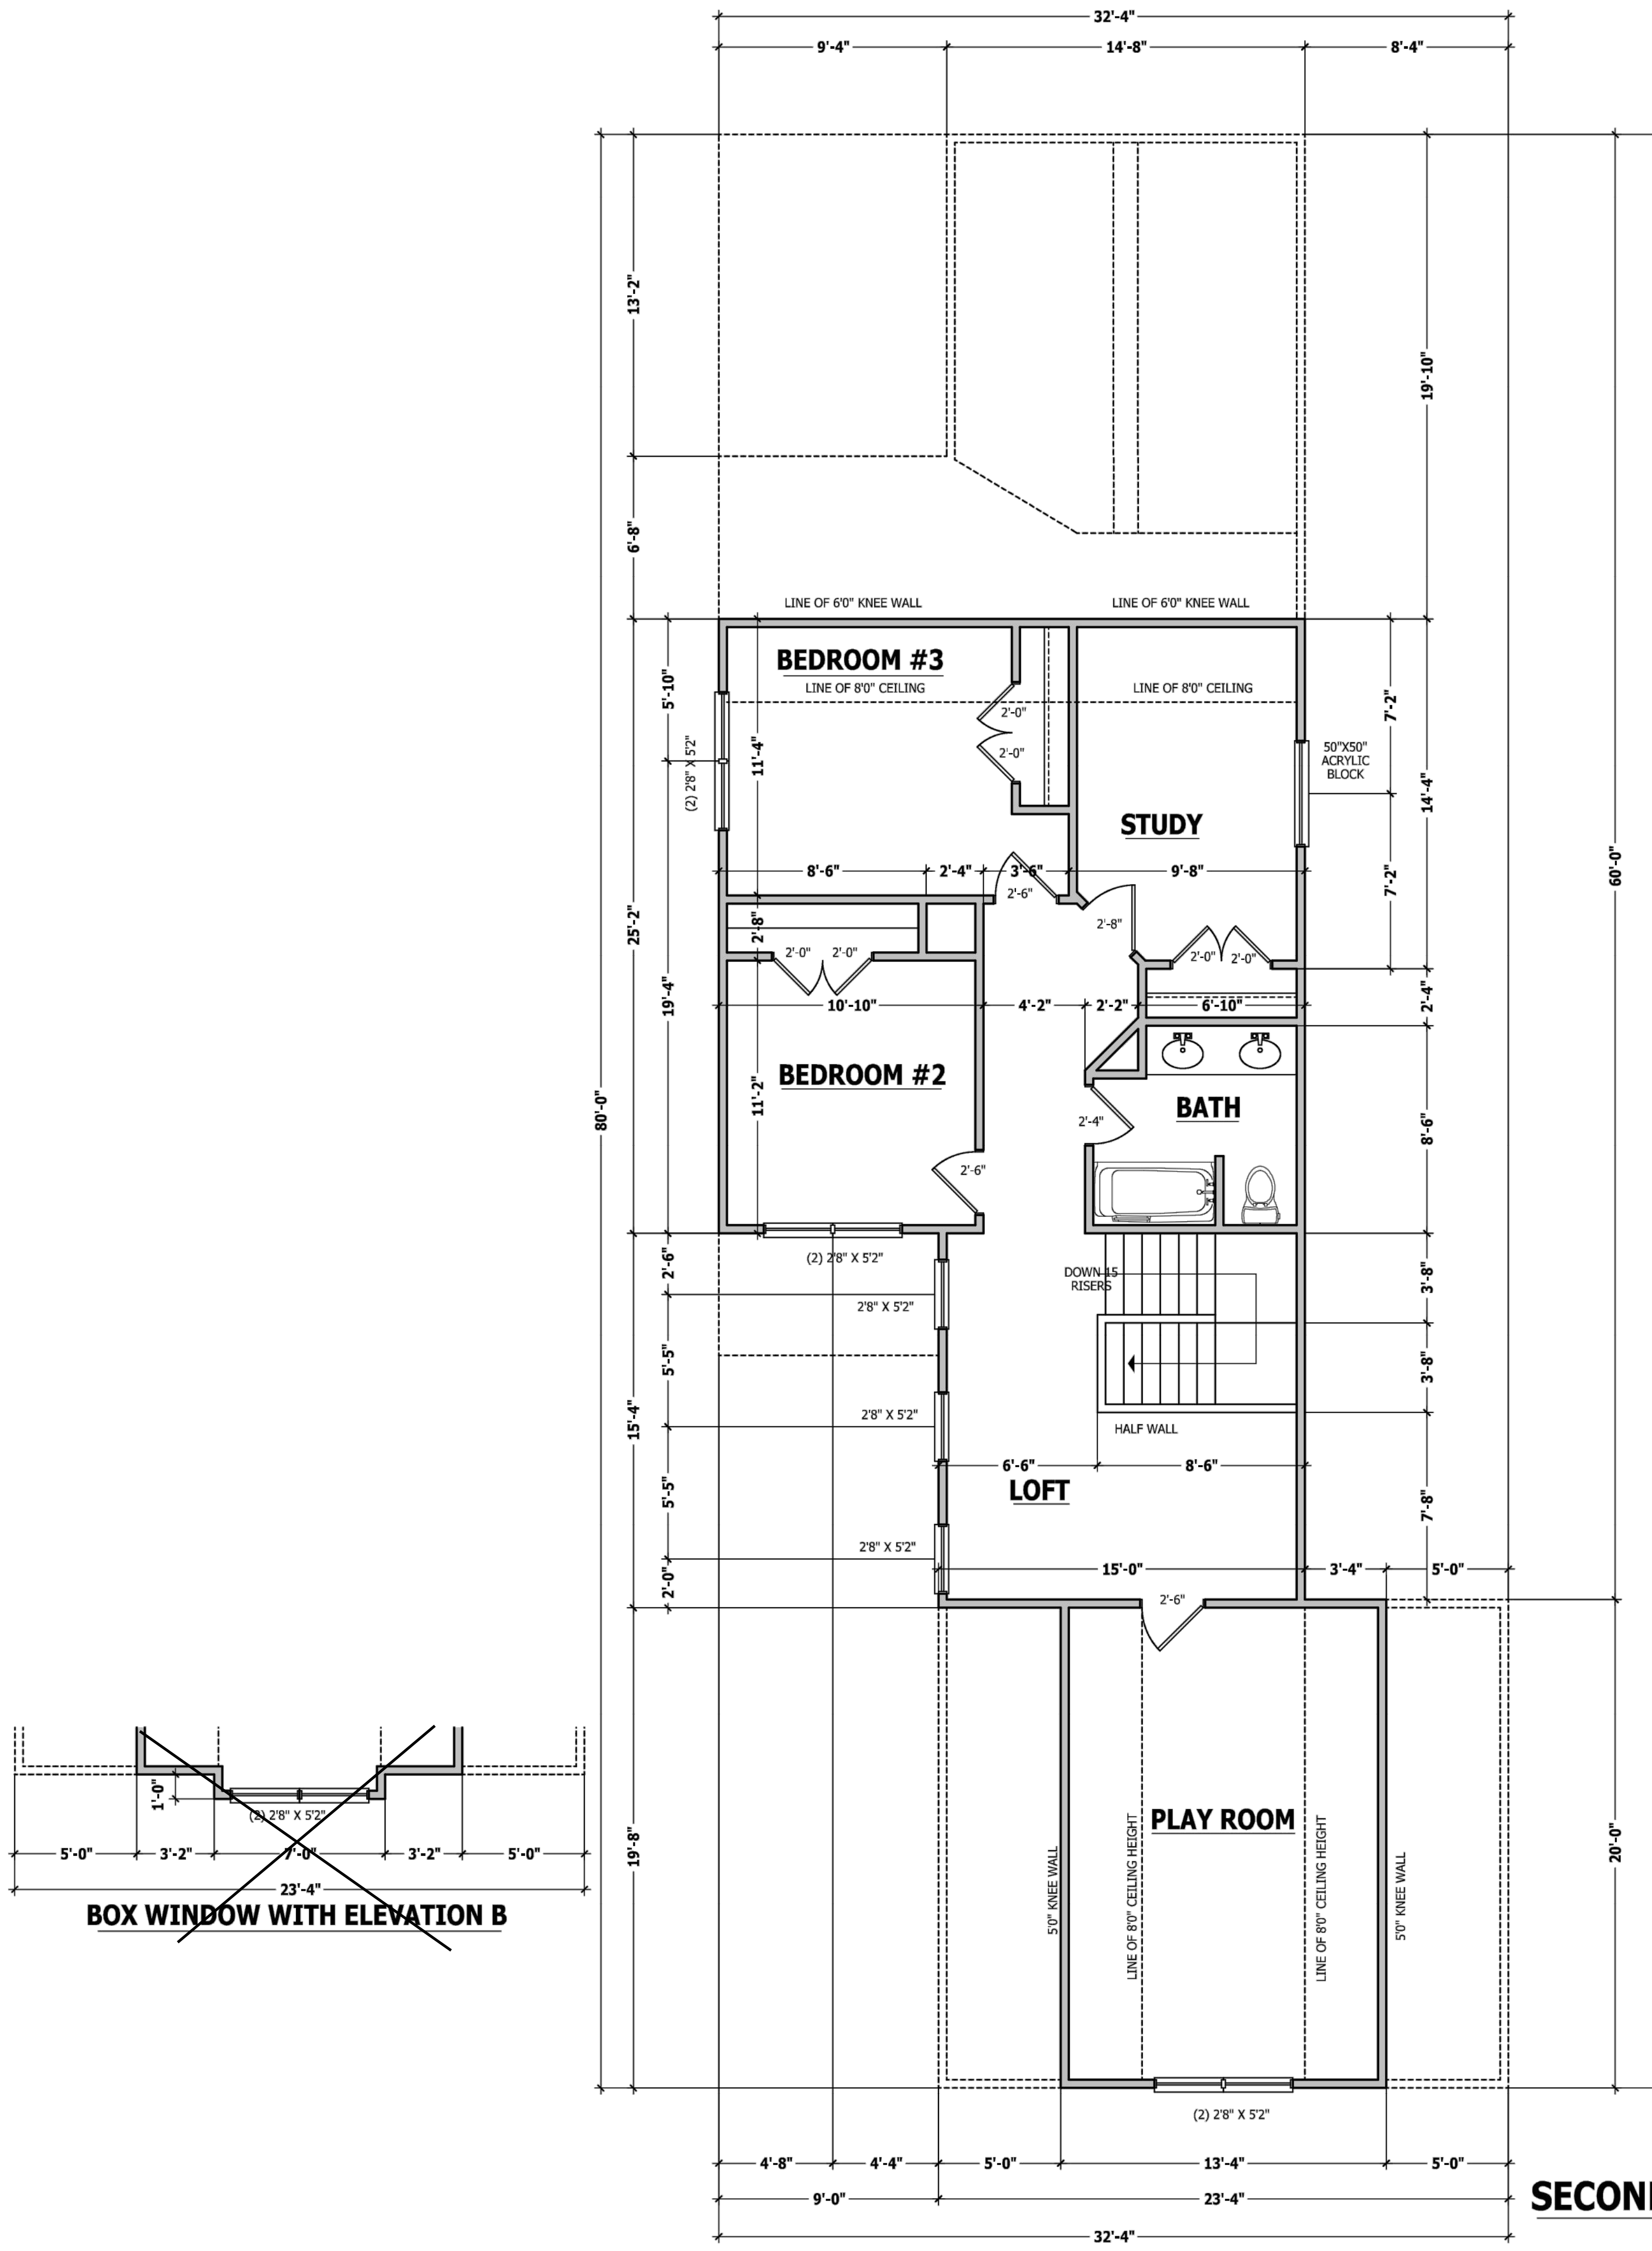 32'-4"
9'-4" 14'-8" 8'-4"
13'-2"
19'-10"
6'-8"
LINE OF 6'0" KNEE WALL LINE OF 6'0" KNEE WALL
BEDROOM #3
LINE OF 8'0" CEILING LINE OF 8'0" CEILING
5'-10"
7'-2"
2'-0"
2'-0"
(2) 2'8" X 5'2"
11'-4"
50"X50"
ACRYLIC
BLOCK
14'-4"
STUDY
60'-0"
8'-6" 2'-4" 3'-6" 9'-8"
7'-2"
2'-6"
2'-8"
25'-2"
2'-8"
2'-0" 2'-0"
2'-0" 2'-0"
19'-4"
10'-10" 4'-2" 2'-2" 6'-10"
2'-4"
BEDROOM #2
11'-2"
80'-0"
BATH
2'-4"
8'-6"
2'-6"
(2) 2'8" X 5'2"
2'-6"
DOWN 15
RISERS
3'-8"
2'8" X 5'2"
5'-5"
3'-8"
15'-4"
2'8" X 5'2"
HALF WALL
6'-6" 8'-6"
LOFT
5'-5"
7'-8"
2'8" X 5'2"
15'-0" 3'-4" 5'-0"
2'-0"
2'-6"
1'-0"
(2) 2'8" X 5'2"
5'-0" 3'-2" 7'-0" 3'-2" 5'-0"
23'-4"
BOX WINDOW WITH ELEVATION B
PLAY ROOM
19'-8"
20'-0"
5'0" KNEE WALL
LINE OF 8'0" CEILING HEIGHT
LINE OF 8'0" CEILING HEIGHT
5'0" KNEE WALL
(2) 2'8" X 5'2"
4'-8" 4'-4" 5'-0" 13'-4" 5'-0"
9'-0" 23'-4"
SECON
32'-4"